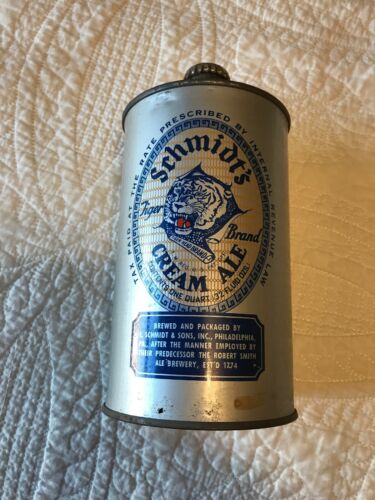 TAX PAID AT THE RATE PRESCRIBED BY INTERNAL REVENUE LAW
Schmidt's
Tiger Brand
CREAM ALE
CONTENTS ONE QUART, 32 FLUID OZS.
BREWED AND PACKAGED BY
SCHMIDT & SONS, INC., PHILADELPHIA,
PA. AFTER THE MANNER EMPLOYED BY
THEIR PREDECESSOR THE ROBERT SMITH
ALE BREWERY, EST'D 1774